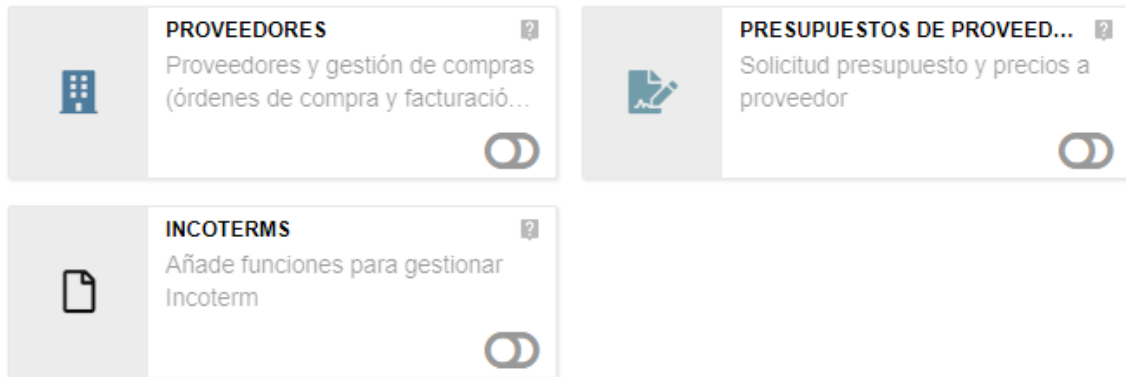 PROVEEDORES
Proveedores y gestión de compras
(órdenes de compra y facturació...
PRESUPUESTOS DE PROVEED...
Solicitud presupuesto y precios a
proveedor
INCOTERMS
Añade funciones para gestionar
Incoterm